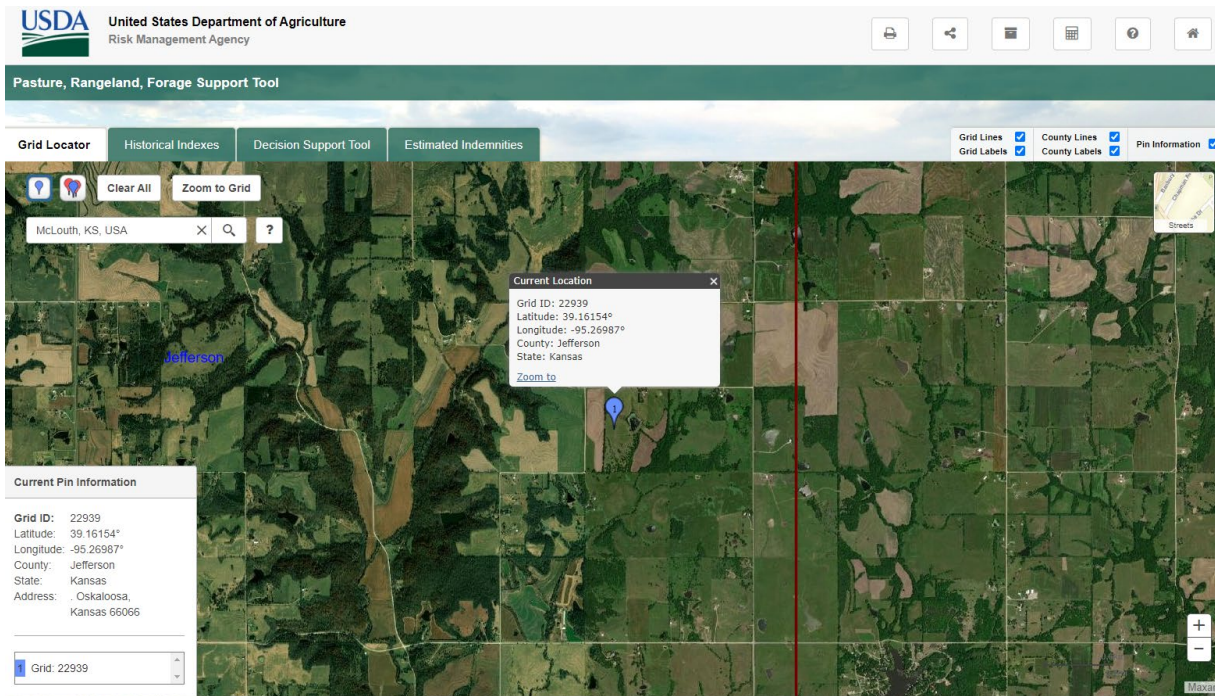 USDA
United States Department of Agriculture
Risk Management Agency
Pasture, Rangeland, Forage Support Tool
Grid Locator
Historical Indexes
Decision Support Tool
Estimated Indemnities
Grid Lines
Grid Labels
County Lines
County Labels
Pin Information
Clear All
Zoom to Grid
McLouth, KS, USA
?
Streets
Current Location
Grid ID: 22939
Latitude: 39.16154°
Longitude: -95.26987°
County: Jefferson
State: Kansas
Zoom to
1
Jefferson
Current Pin Information
Grid ID: 22939
Latitude: 39.16154°
Longitude: -95.26987°
County: Jefferson
State: Kansas
Address: . Oskaloosa,
Kansas 66066
1 Grid: 22939
+
−